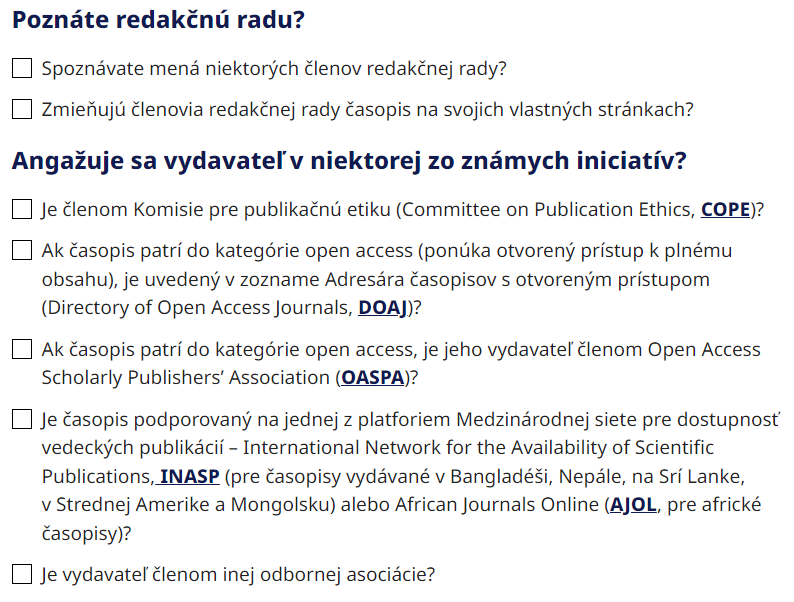 Poznáte redakčnú radu?
Spoznávate mená niektorých členov redakčnej rady?
Zmieňujú členovia redakčnej rady časopis na svojich vlastných stránkach?
Angažuje sa vydavateľ v niektorej zo známych iniciatív?
Je členom Komisie pre publikačnú etiku (Committee on Publication Ethics, COPE)?
Ak časopis patrí do kategórie open access (ponúka otvorený prístup k plnému
obsahu), je uvedený v zozname Adresára časopisov s otvoreným prístupom
(Directory of Open Access Journals, DOAJ)?
Ak časopis patrí do kategórie open access, je jeho vydavateľ členom Open Access
Scholarly Publishers’ Association (OASPA)?
Je časopis podporovaný na jednej z platforiem Medzinárodnej siete pre dostupnosť
vedeckých publikácií – International Network for the Availability of Scientific
Publications, INASP (pre časopisy vydávané v Bangladéši, Nepále, na Srí Lanke,
v Strednej Amerike a Mongolsku) alebo African Journals Online (AJOL, pre africké
časopisy)?
Je vydavateľ členom inej odbornej asociácie?